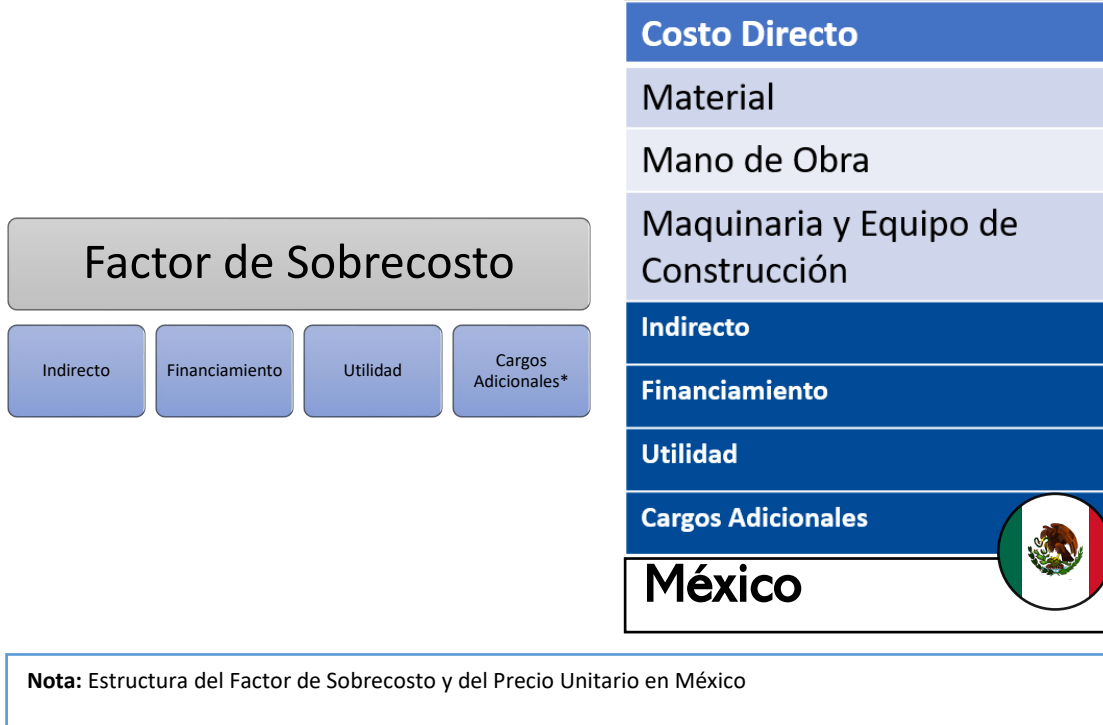 Factor de Sobrecosto
Indirecto
Financiamiento
Utilidad
Cargos
Adicionales*
Costo Directo
Material
Mano de Obra
Maquinaria y Equipo de
Construcción
Indirecto
Financiamiento
Utilidad
Cargos Adicionales
México
Nota: Estructura del Factor de Sobrecosto y del Precio Unitario en México